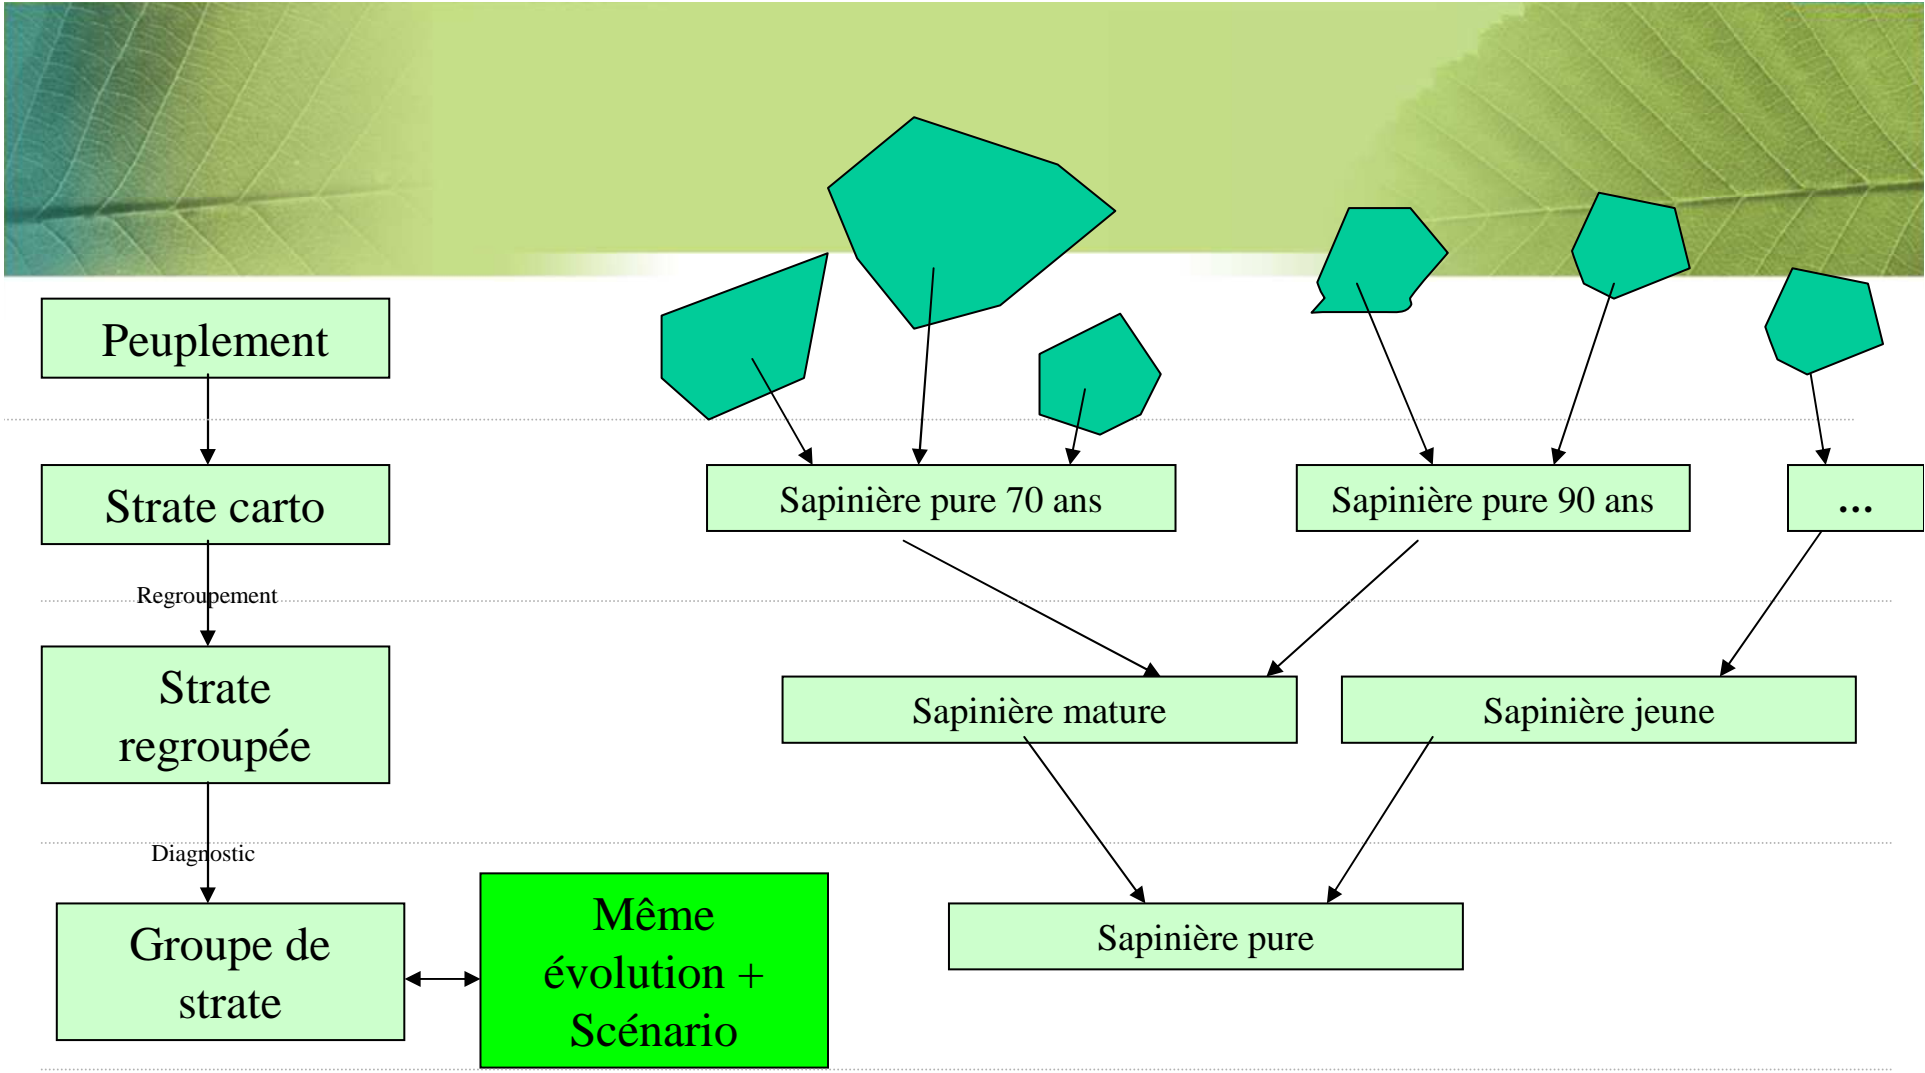 Peuplement
Strate carto
Sapinière pure 70 ans
Sapinière pure 90 ans
...
Regroupement
Strate
regroupée
Sapinière mature
Sapinière jeune
Diagnostic
Groupe de
strate
Même
évolution +
Scénario
Sapinière pure